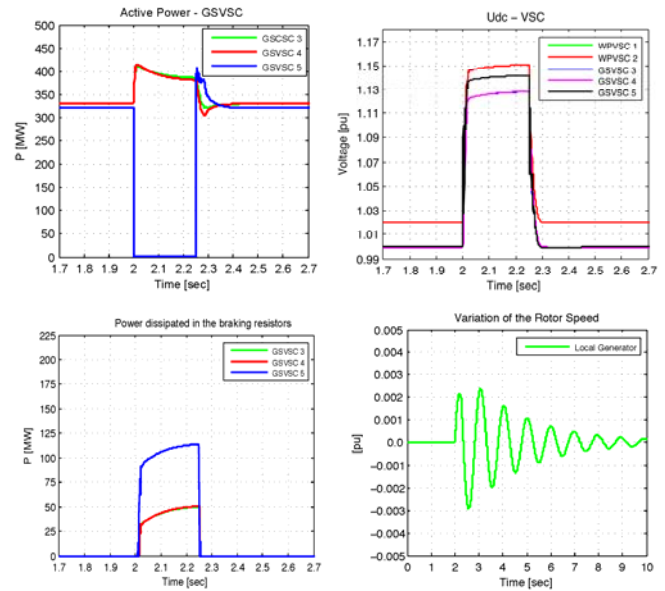 Active Power - GSVSC
500
450
400
350
300
250
200
150
100
50
0
P [MW]
GSCSC 3
GSVSC 4
GSVSC 5
1.7 1.8 1.9 2 2.1 2.2 2.3 2.4 2.5 2.6 2.7
Time [sec]
Udc – VSC
1.17
1.15
1.13
1.11
1.09
1.07
1.05
1.03
1.01
0.99
Voltage [pu]
WPVSC 1
WPVSC 2
GSVSC 3
GSVSC 4
GSVSC 5
1.7 1.8 1.9 2 2.1 2.2 2.3 2.4 2.5 2.6 2.7
Time [sec]
Power dissipated in the braking resistors
225
200
175
150
125
100
75
50
25
0
P [MW]
GSVSC 3
GSVSC 4
GSVSC 5
1.7 1.8 1.9 2 2.1 2.2 2.3 2.4 2.5 2.6 2.7
Time [sec]
Variation of the Rotor Speed
0.005
0.004
0.003
0.002
0.001
0.0
−0.001
−0.002
−0.003
−0.004
−0.005
[pu]
Local Generator
0 1 2 3 4 5 6 7 8 9 10
Time [sec]